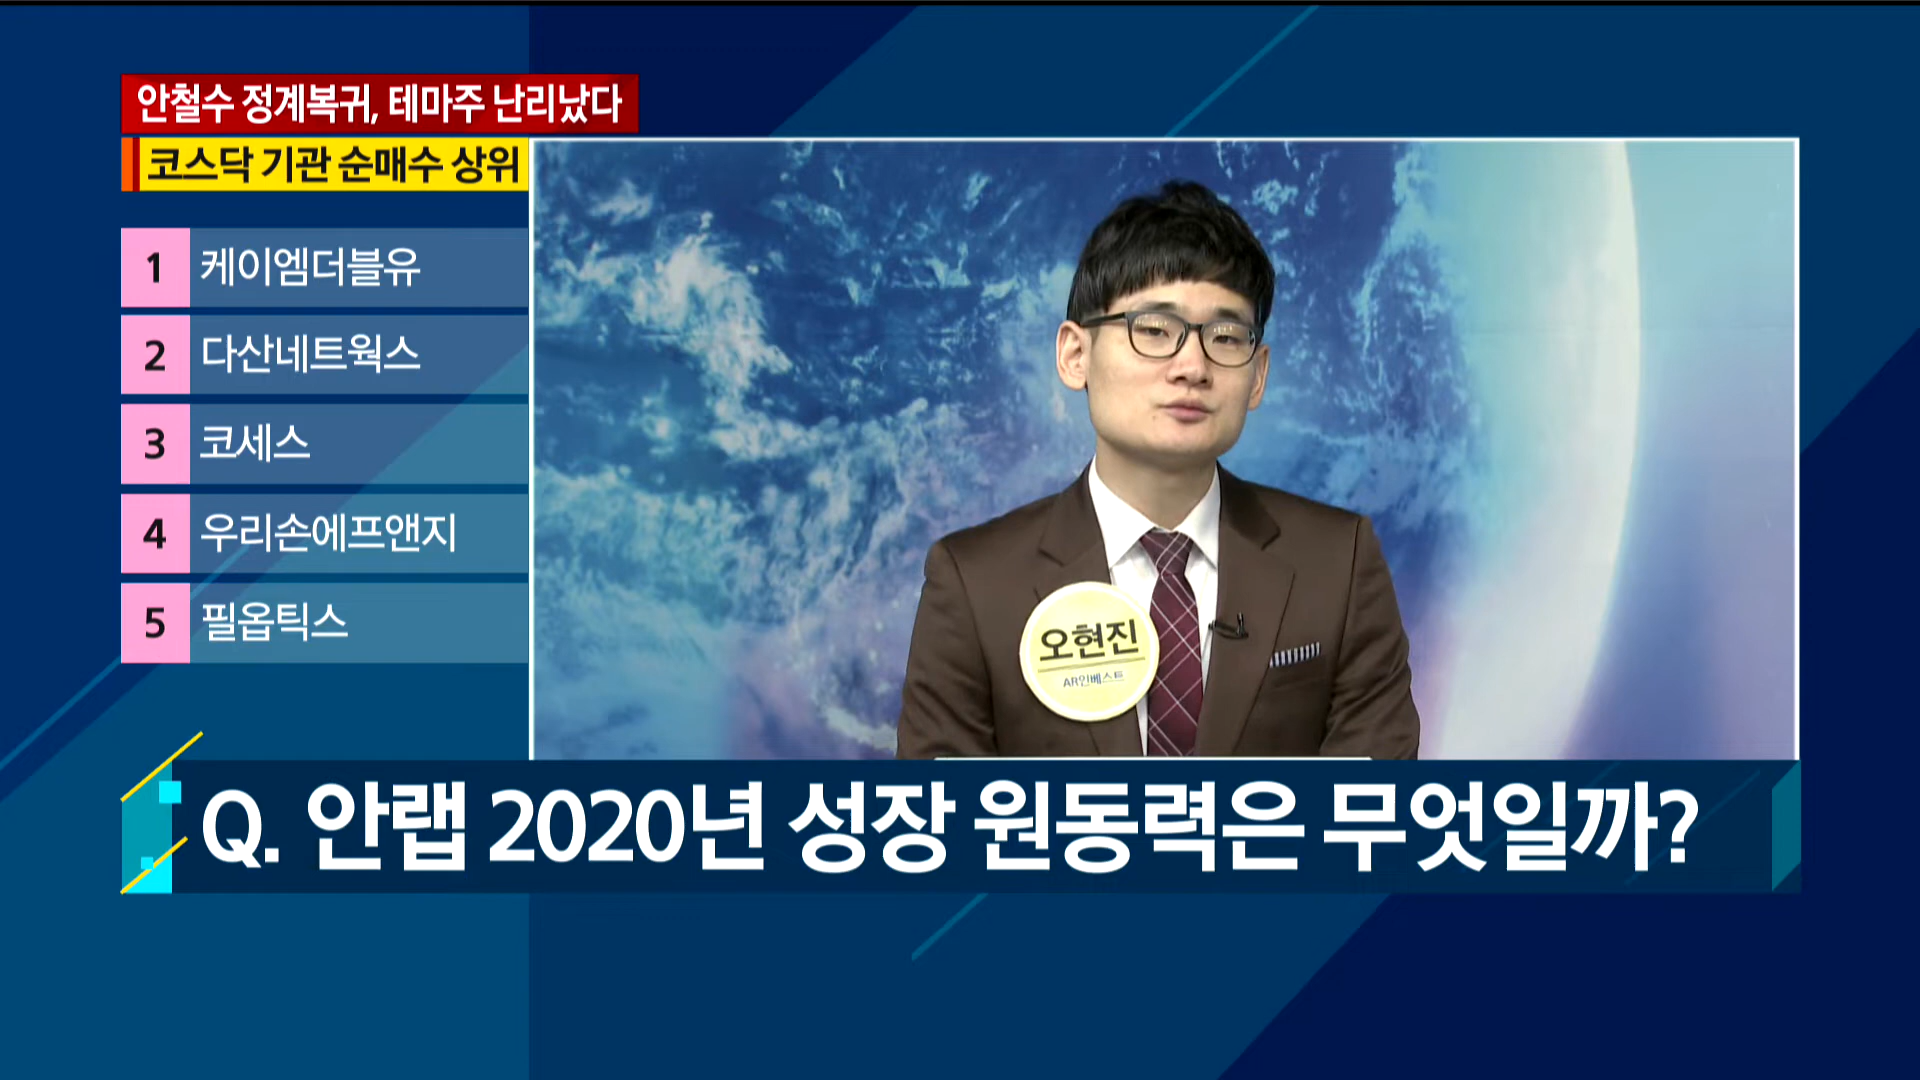 안철수 정계복귀, 테마주 난리났다
코스닥 기관 순매수 상위
1 케이엠더블유
2 다산네트웍스
3 코세스
4 우리손에프앤지
5 필옵틱스
오현진
AR인베스트
Q. 안랩 2020년 성장 원동력은 무엇일까?